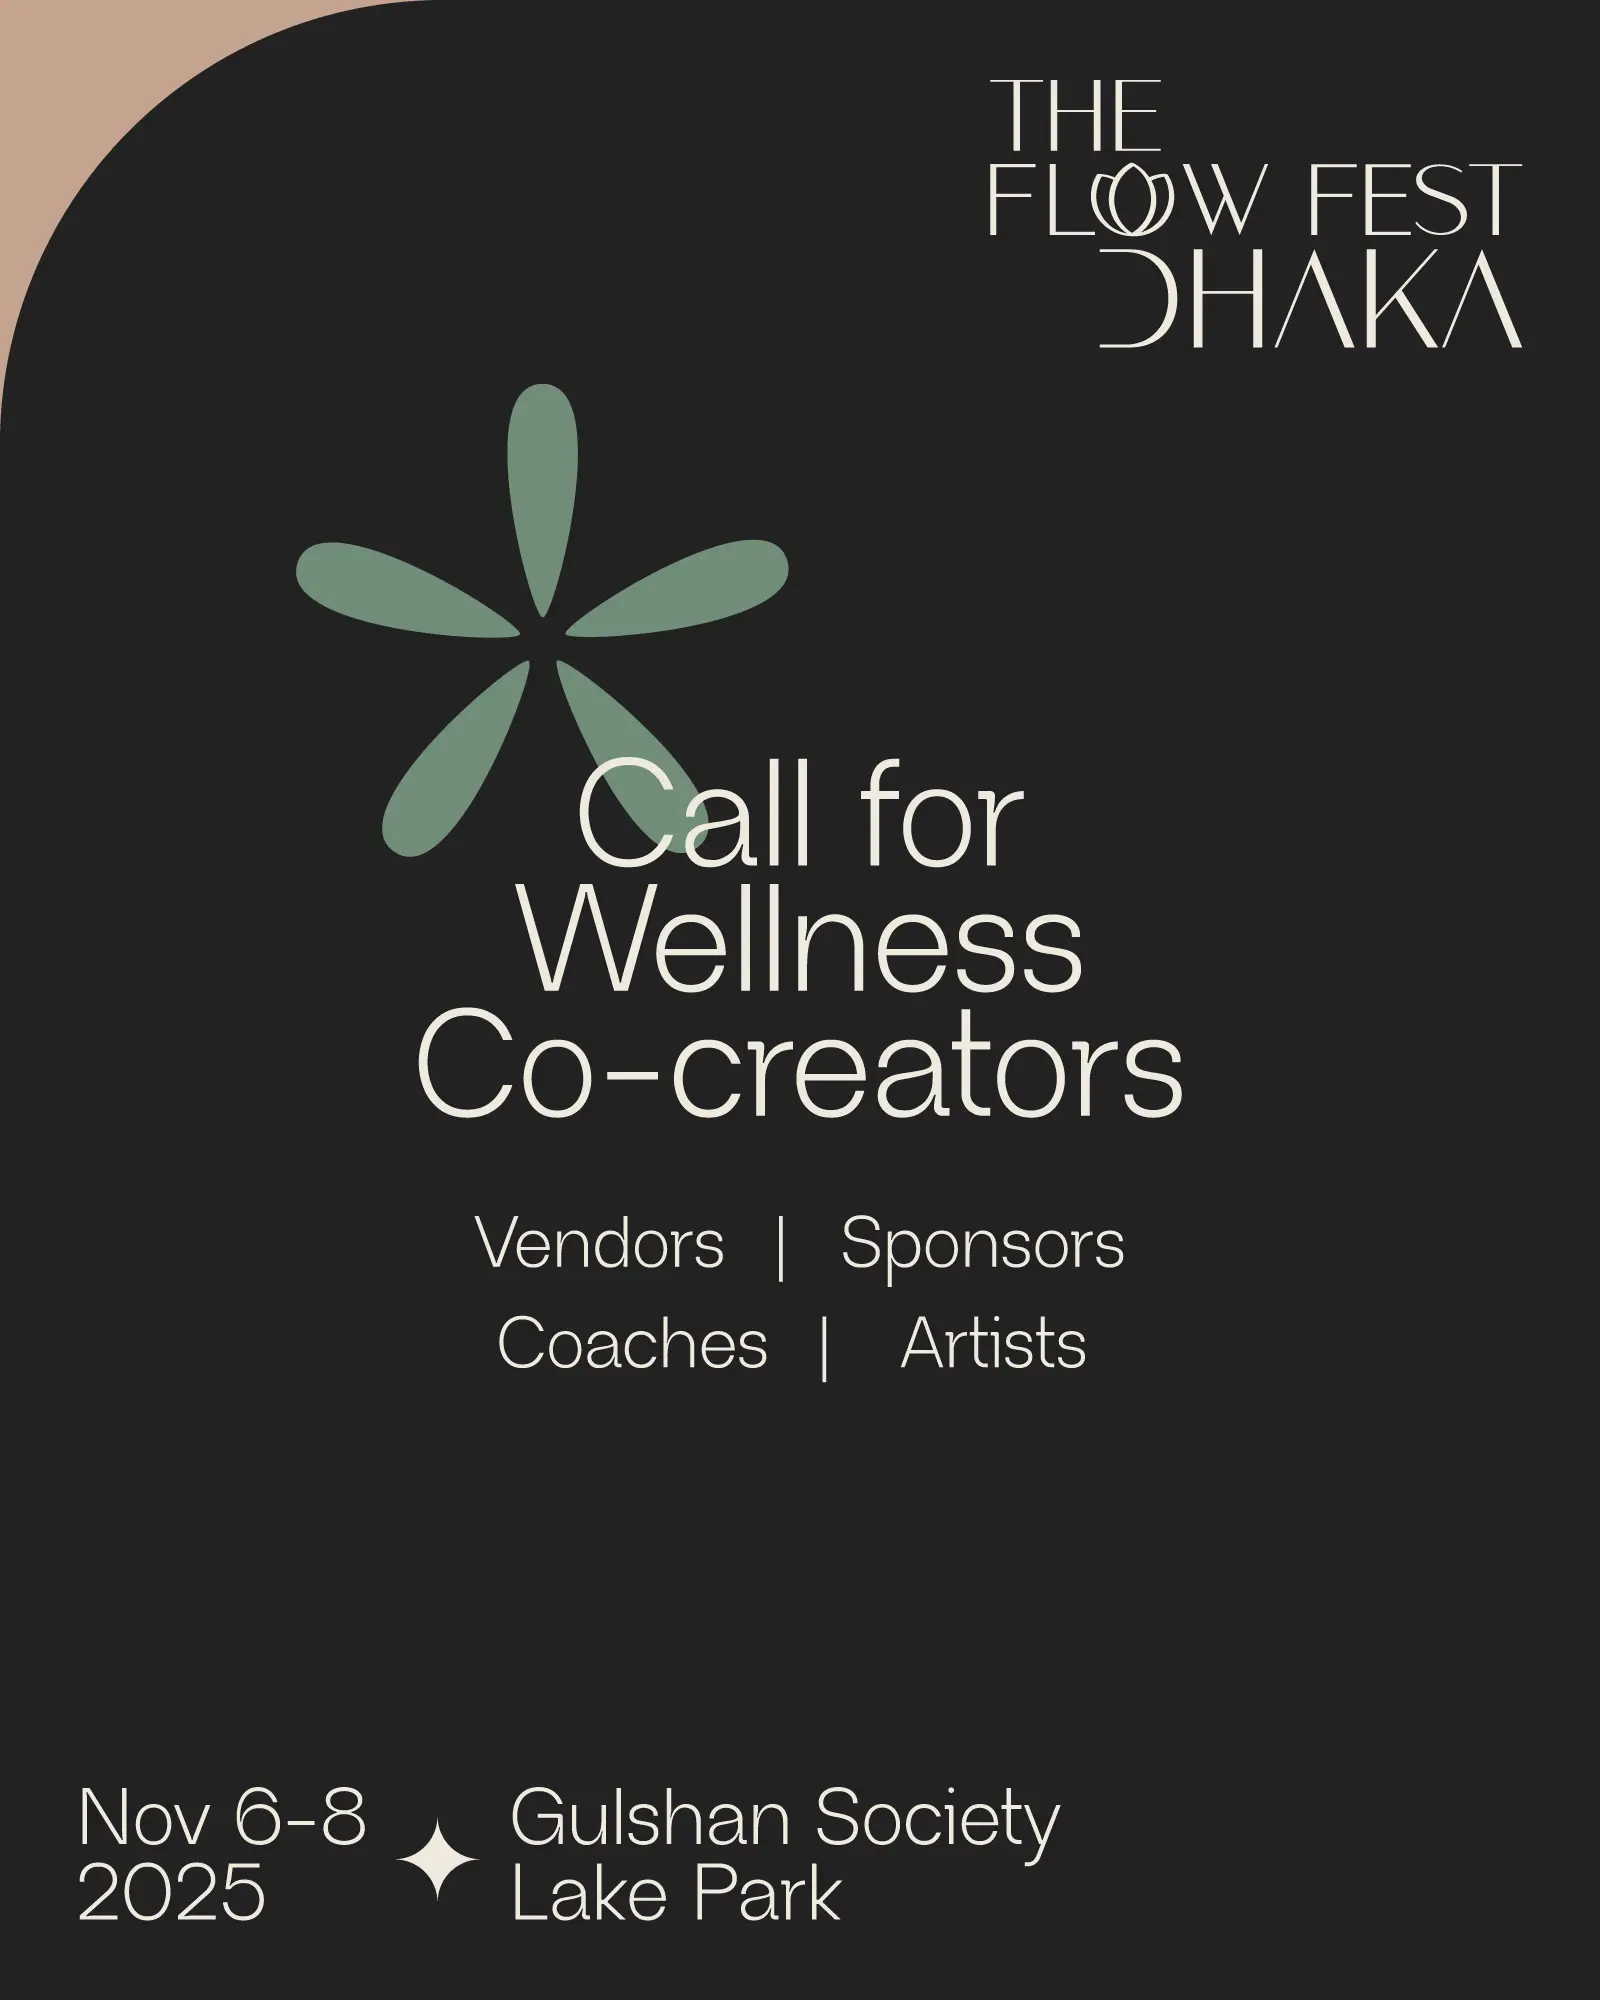 THE
FLOW FEST
DHAKA
Call for
Wellness
Co-creators
Vendors | Sponsors
Coaches | Artists
Nov 6-8
2025
Gulshan Society
Lake Park